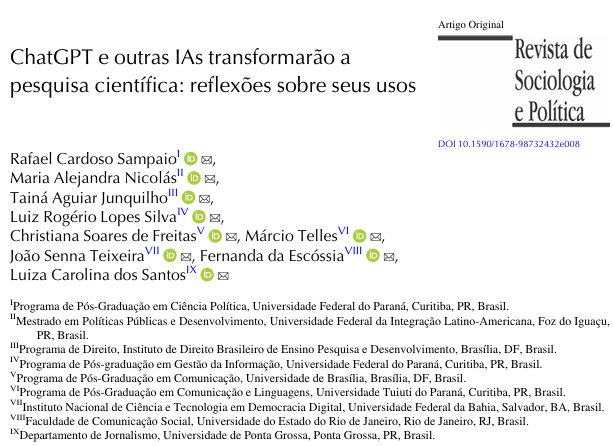 Artigo Original
Revista de
Sociologia
e Política
DOI 10.1590/1678-98732432e008
ChatGPT e outras IAs transformarão a
pesquisa científica: reflexões sobre seus usos
Rafael Cardoso Sampaio^I iD ✉,
Maria Alejandra Nicolás^II iD ✉,
Tainá Aguiar Junquilho^III iD ✉,
Luiz Rogério Lopes Silva^IV iD ✉,
Christiana Soares de Freitas^V iD ✉, Márcio Telles^VI iD ✉,
João Senna Teixeira^VII iD ✉, Fernanda da Escóssia^VIII iD ✉,
Luiza Carolina dos Santos^IX iD ✉
^I Programa de Pós-Graduação em Ciência Política, Universidade Federal do Paraná, Curitiba, PR, Brasil.
^II Mestrado em Políticas Públicas e Desenvolvimento, Universidade Federal da Integração Latino-Americana, Foz do Iguaçu,
PR, Brasil.
^III Programa de Direito, Instituto de Direito Brasileiro de Ensino Pesquisa e Desenvolvimento, Brasília, DF, Brasil.
^IV Programa de Pós-graduação em Gestão da Informação, Universidade Federal do Paraná, Curitiba, PR, Brasil.
^V Programa de Pós-Graduação em Comunicação, Universidade de Brasília, Brasília, DF, Brasil.
^VI Programa de Pós-Graduação em Comunicação e Linguagens, Universidade Tuiuti do Paraná, Curitiba, PR, Brasil.
^VII Instituto Nacional de Ciência e Tecnologia em Democracia Digital, Universidade Federal da Bahia, Salvador, BA, Brasil.
^VIII Faculdade de Comunicação Social, Universidade do Estado do Rio de Janeiro, Rio de Janeiro, RJ, Brasil.
^IX Departamento de Jornalismo, Universidade de Ponta Grossa, Ponta Grossa, PR, Brasil.